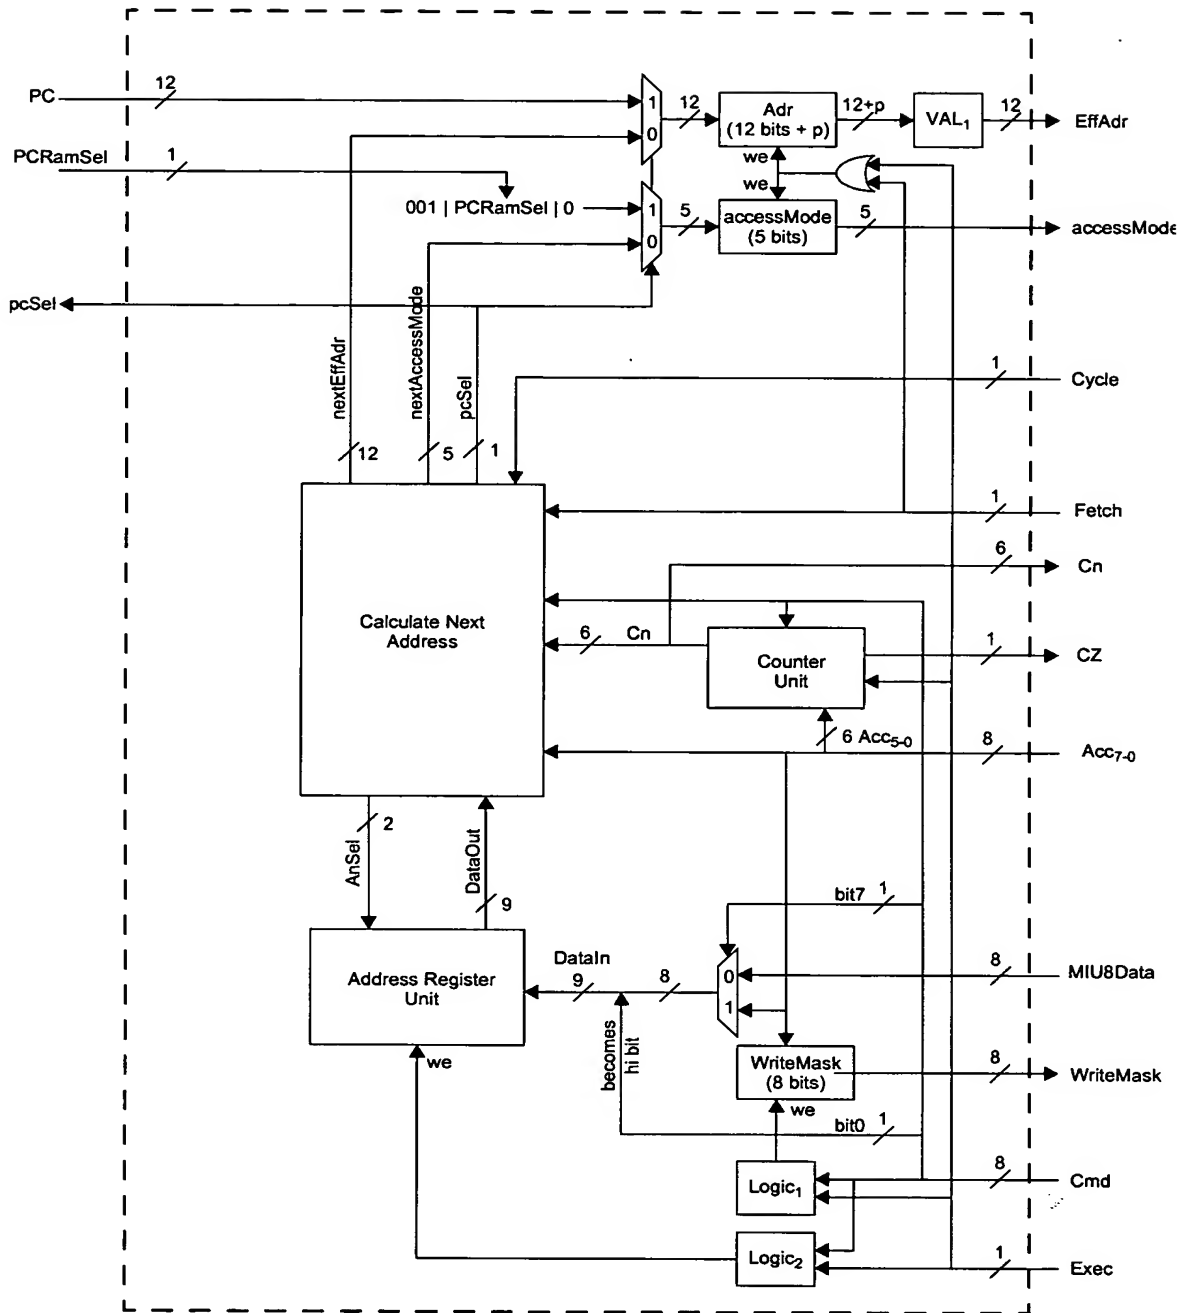 12
PC
1
0
12
Adr
(12 bits + p)
12+p
VAL1
12
EffAdr
PCRamSel
1
we
we
001 | PCRamSel | 0
1
0
5
accessMode
(5 bits)
5
accessMode
pcSel
nextEffAdr
nextAccessMode
pcSel
12
5
1
1
Cycle
1
Fetch
6
Cn
Calculate Next
Address
6
Cn
Counter
Unit
1
CZ
6 Acc5-0
8
Acc7-0
AnSel
2
DataOut
9
bit7
1
Address Register
Unit
DataIn
9
8
0
1
8
MIU8Data
becomes
hi bit
we
WriteMask
(8 bits)
8
WriteMask
we
bit0
1
Logic1
8
Cmd
Logic2
1
Exec